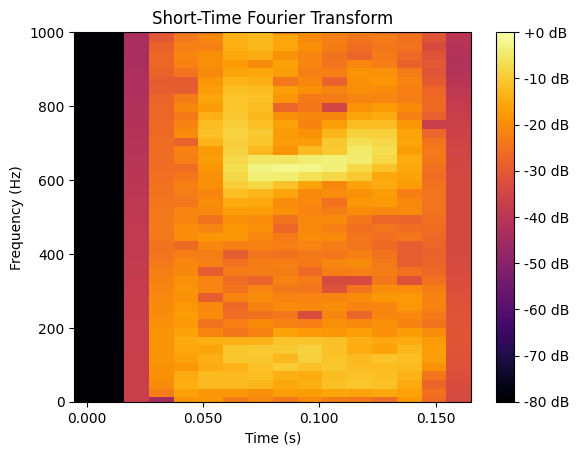 Short-Time Fourier Transform
Frequency (Hz)
1000
800
600
400
200
0
0.000
0.050
0.100
0.150
Time (s)
+0 dB
-10 dB
-20 dB
-30 dB
-40 dB
-50 dB
-60 dB
-70 dB
-80 dB